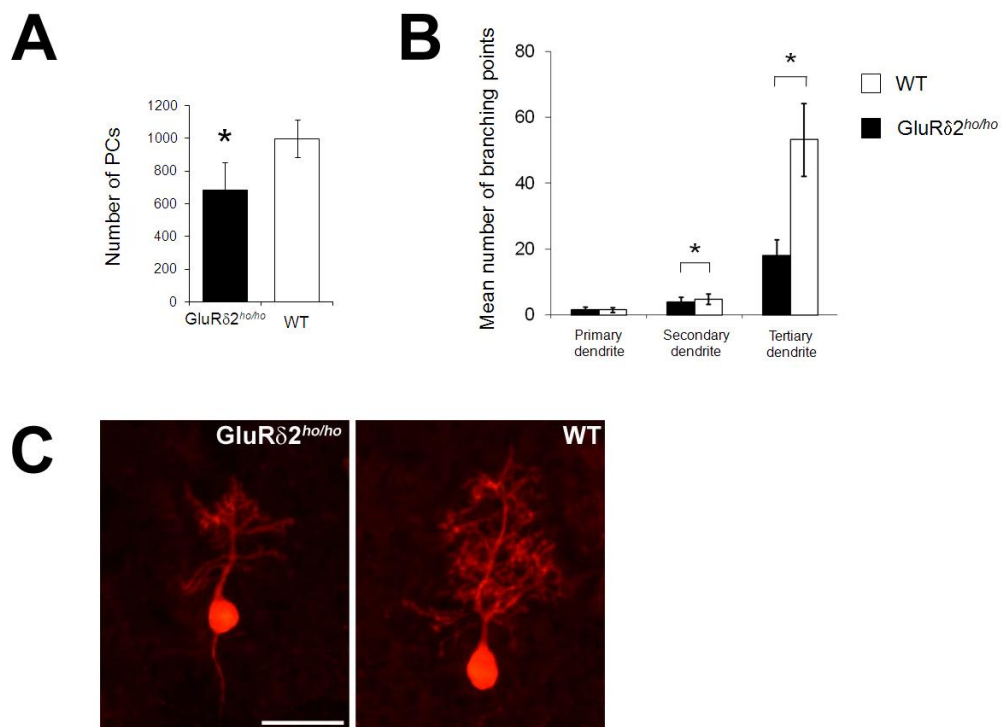 A
Number of PCs
1200
1000
800
600
400
200
0
*
GluRδ2ho/ho
WT
B
Mean number of branching points
80
60
40
20
0
*
*
Primary
dendrite
Secondary
dendrite
Tertiary
dendrite
WT
GluRδ2ho/ho
C
GluRδ2ho/ho
WT